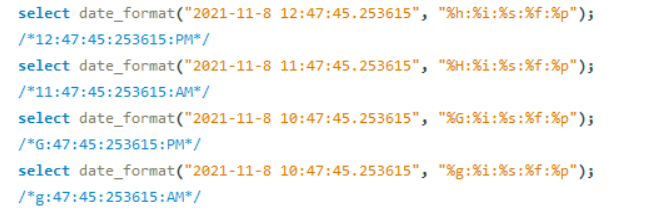 select date_format("2021-11-8 12:47:45.253615", "%h:%i:%s:%f:%p");
/*12:47:45:253615:PM*/
select date_format("2021-11-8 11:47:45.253615", "%H:%i:%s:%f:%p");
/*11:47:45:253615:AM*/
select date_format("2021-11-8 10:47:45.253615", "%G:%i:%s:%f:%p");
/*G:47:45:253615:PM*/
select date_format("2021-11-8 10:47:45.253615", "%g:%i:%s:%f:%p");
/*g:47:45:253615:AM*/